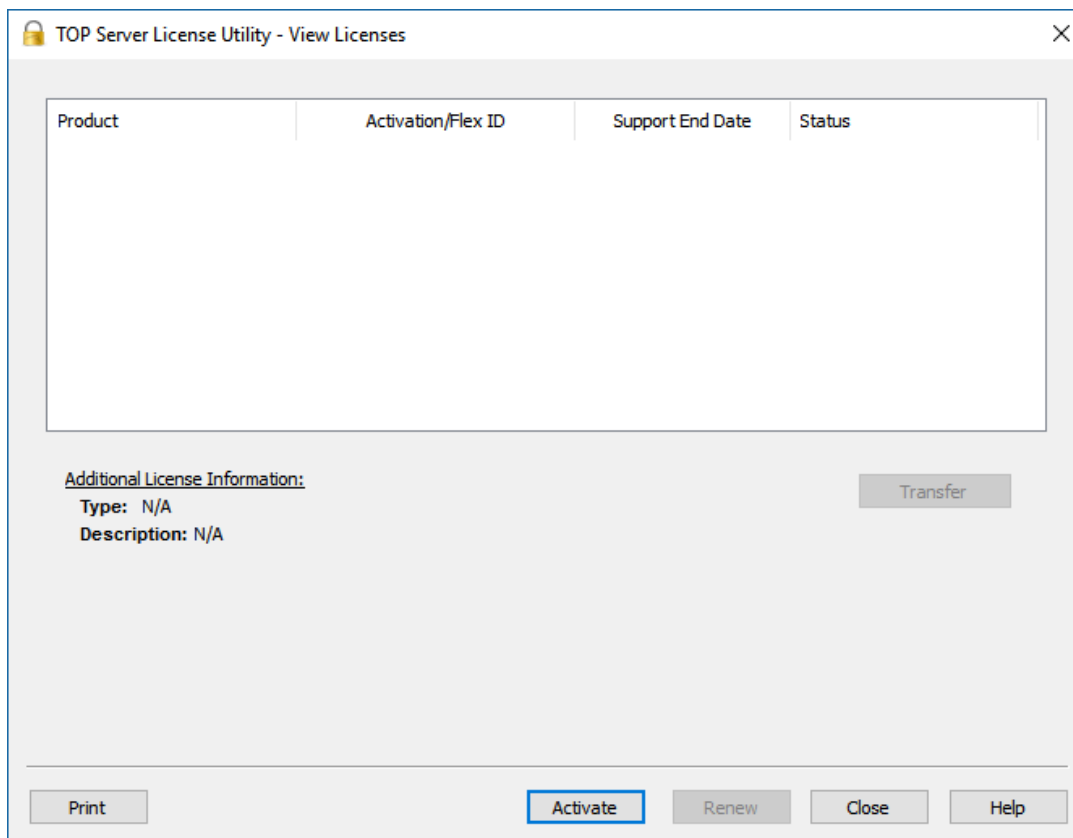 TOP Server License Utility - View Licenses
Product Activation/Flex ID Support End Date Status
Additional License Information:
Type: N/A
Description: N/A
Transfer
Print Activate Renew Close Help